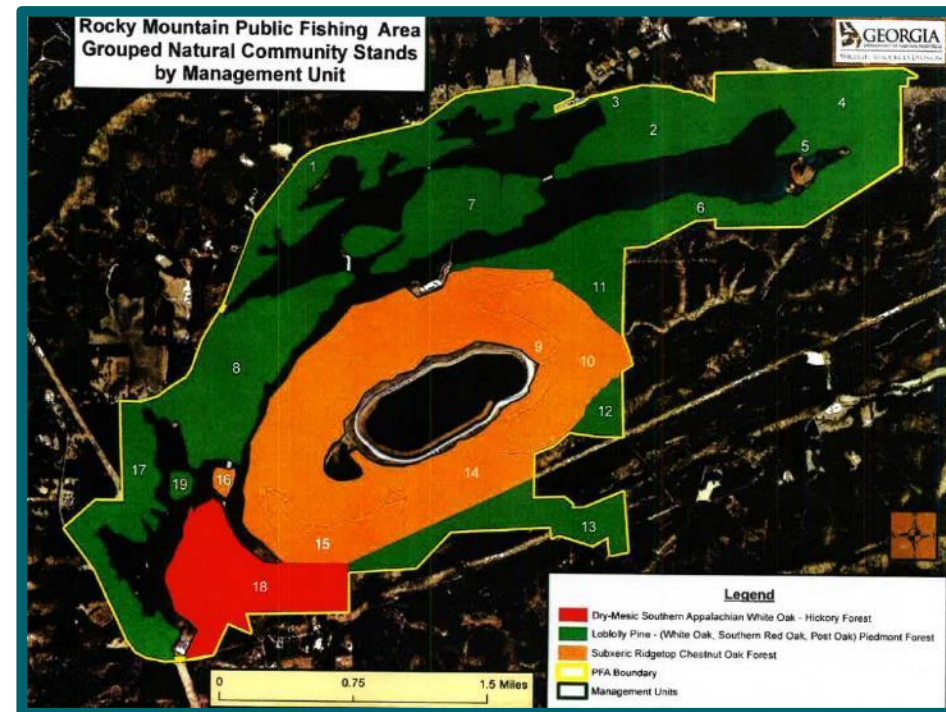 Rocky Mountain Public Fishing Area
Grouped Natural Community Stands
by Management Unit
GEORGIA
3
4
2
1
5
7
6
11
9
8
10
12
17
14
16
19
13
15
18
Legend
Dry-Mesic Southern Appalachian White Oak - Hickory Forest
Loblolly Pine - (White Oak, Southern Red Oak, Post Oak) Piedmont Forest
Subxeric Ridgetop Chestnut Oak Forest
PFA Boundary
Management Units
0 0.75 1.5 Miles